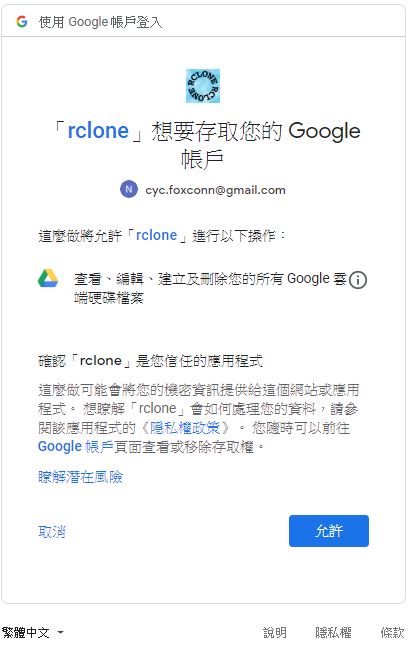 使用 Google 帳戶登入
RCLONE RCLONE
「rclone」想要存取您的 Google
帳戶
N cyc.foxconn@gmail.com
這麼做將允許「rclone」進行以下操作：
查看、編輯、建立及刪除您的所有 Google 雲
端硬碟檔案
確認「rclone」是您信任的應用程式
這麼做可能會將您的機密資訊提供給這個網站或應用
程式。 想瞭解「rclone」會如何處理您的資料，請參
閱該應用程式的《隱私權政策》。 您隨時可以前往
Google 帳戶頁面查看或移除存取權。
瞭解潛在風險
取消 允許
繁體中文 說明 隱私權 條款